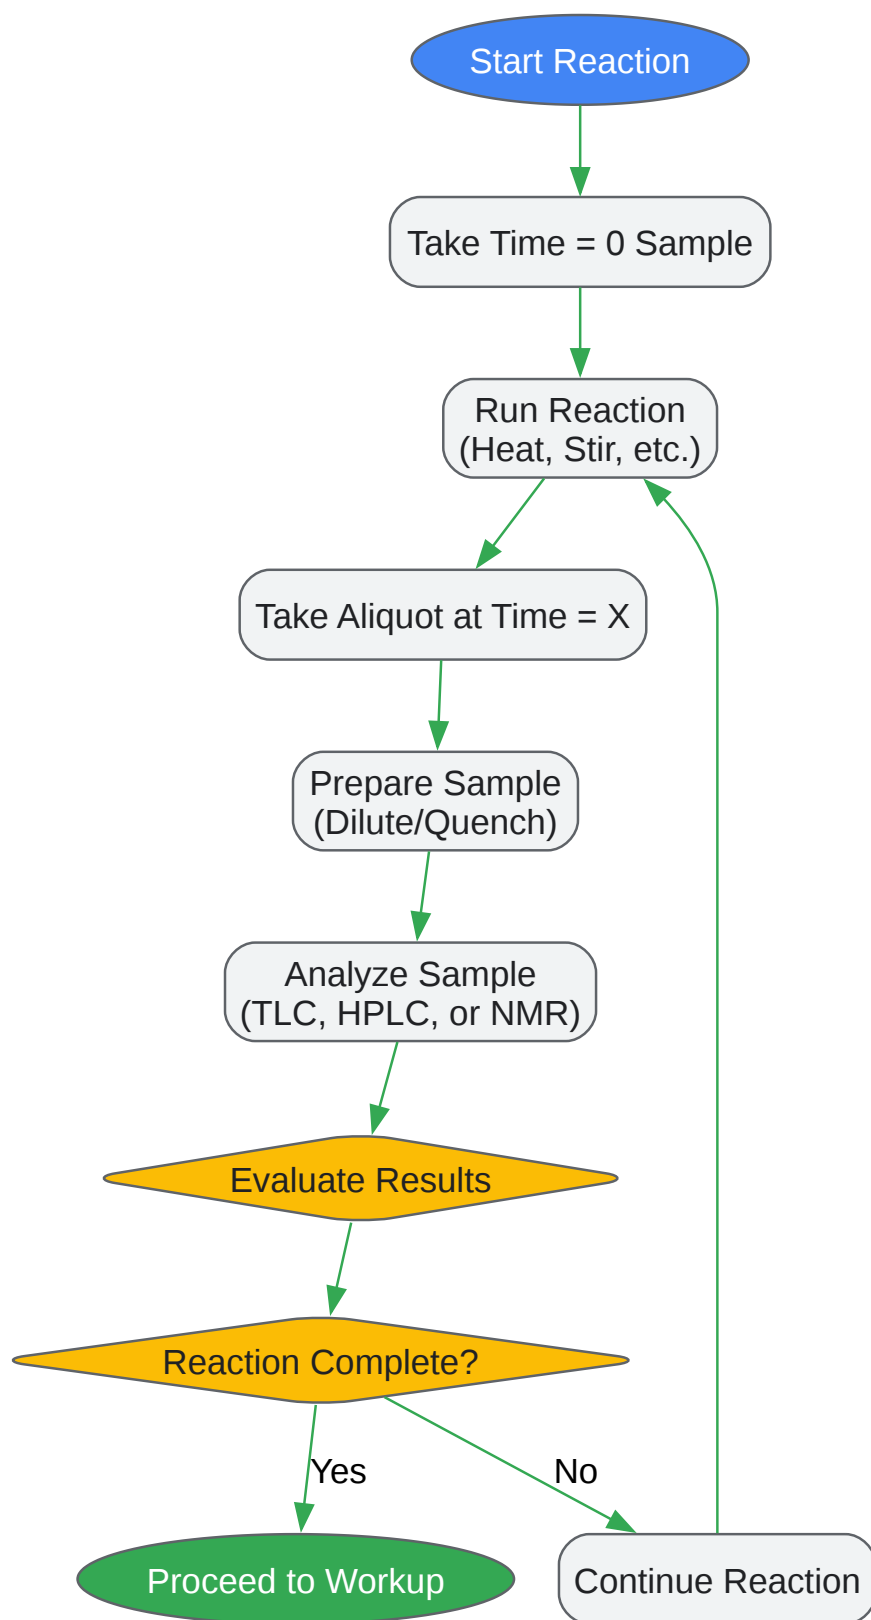 Start Reaction
Take Time = 0 Sample
Run Reaction
(Heat, Stir, etc.)
Take Aliquot at Time = X
Prepare Sample
(Dilute/Quench)
Analyze Sample
(TLC, HPLC, or NMR)
Evaluate Results
Reaction Complete?
Yes
No
Proceed to Workup
Continue Reaction